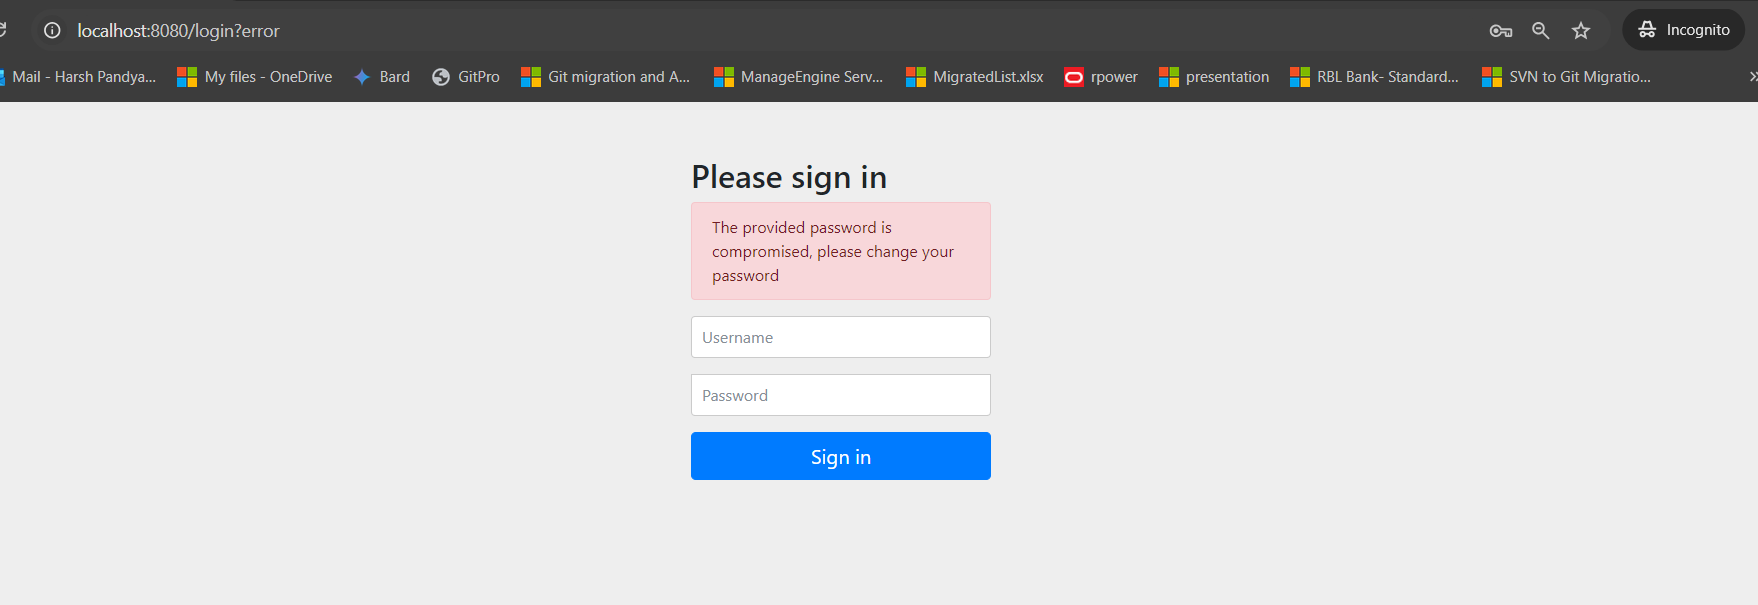 localhost:8080/login?error
Incognito
Mail - Harsh Pandya... My files - OneDrive Bard GitPro Git migration and A... ManageEngine Serv... MigratedList.xlsx rpower presentation RBL Bank- Standard... SVN to Git Migratio... »
Please sign in
The provided password is
compromised, please change your
password
Username
Password
Sign in